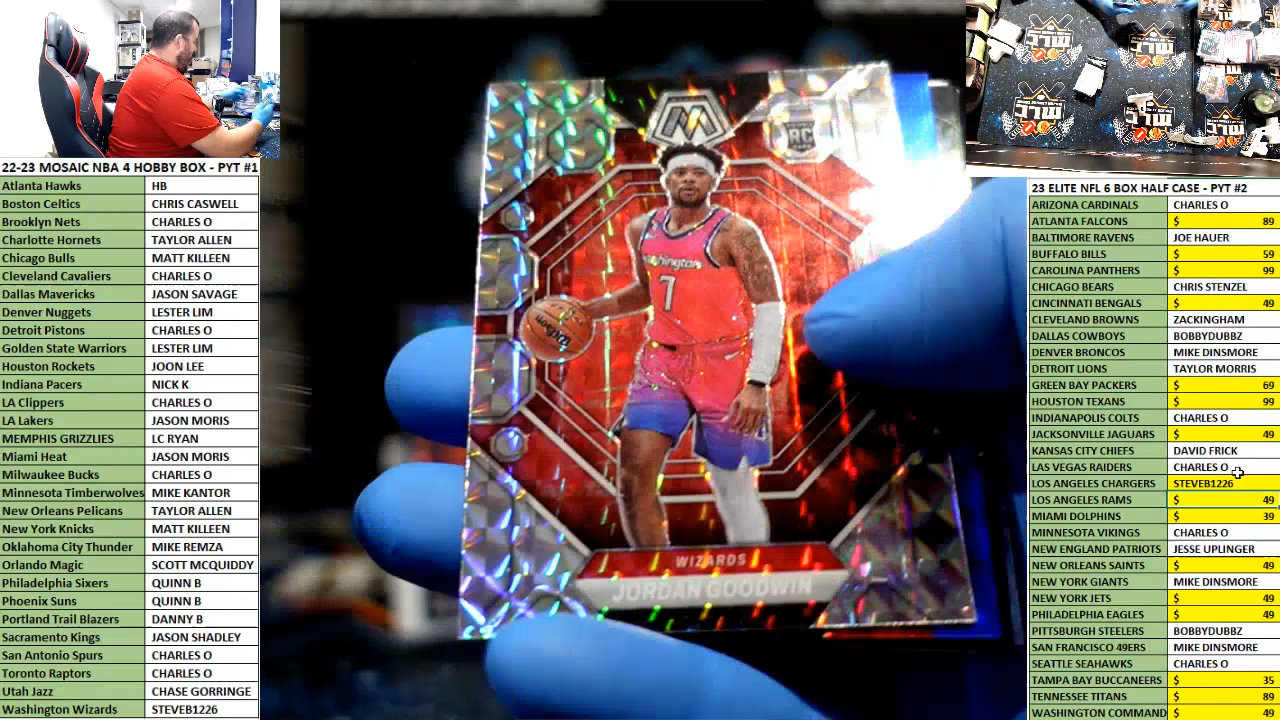 22-23 MOSAIC NBA 4 HOBBY BOX - PYT #1
Atlanta Hawks HB
Boston Celtics CHRIS CASWELL
Brooklyn Nets CHARLES O
Charlotte Hornets TAYLOR ALLEN
Chicago Bulls MATT KILLEEN
Cleveland Cavaliers CHARLES O
Dallas Mavericks JASON SAVAGE
Denver Nuggets LESTER LIM
Detroit Pistons CHARLES O
Golden State Warriors LESTER LIM
Houston Rockets JOON LEE
Indiana Pacers NICK K
LA Clippers CHARLES O
LA Lakers JASON MORIS
MEMPHIS GRIZZLIES LC RYAN
Miami Heat JASON MORIS
Milwaukee Bucks CHARLES O
Minnesota Timberwolves MIKE KANTOR
New Orleans Pelicans TAYLOR ALLEN
New York Knicks MATT KILLEEN
Oklahoma City Thunder MIKE REMZA
Orlando Magic SCOTT MCQUIDDY
Philadelphia Sixers QUINN B
Phoenix Suns QUINN B
Portland Trail Blazers DANNY B
Sacramento Kings JASON SHADLEY
San Antonio Spurs CHARLES O
Toronto Raptors CHARLES O
Utah Jazz CHASE GORRINGE
Washington Wizards STEVEB1226
M
RC
Washington
7
Wilson
WIZARDS
JORDAN GOODWIN
23 ELITE NFL 6 BOX HALF CASE - PYT #2
ARIZONA CARDINALS CHARLES O
ATLANTA FALCONS $ 89
BALTIMORE RAVENS JOE HAUER
BUFFALO BILLS $ 59
CAROLINA PANTHERS $ 99
CHICAGO BEARS CHRIS STENZEL
CINCINNATI BENGALS $ 49
CLEVELAND BROWNS ZACKINGHAM
DALLAS COWBOYS BOBBYDUBBZ
DENVER BRONCOS MIKE DINSMORE
DETROIT LIONS TAYLOR MORRIS
GREEN BAY PACKERS $ 69
HOUSTON TEXANS $ 99
INDIANAPOLIS COLTS CHARLES O
JACKSONVILLE JAGUARS $ 49
KANSAS CITY CHIEFS DAVID FRICK
LAS VEGAS RAIDERS CHARLES O
LOS ANGELES CHARGERS STEVEB1226
LOS ANGELES RAMS $ 49
MIAMI DOLPHINS $ 39
MINNESOTA VIKINGS CHARLES O
NEW ENGLAND PATRIOTS JESSE UPLINGER
NEW ORLEANS SAINTS $ 49
NEW YORK GIANTS MIKE DINSMORE
NEW YORK JETS $ 49
PHILADELPHIA EAGLES $ 49
PITTSBURGH STEELERS BOBBYDUBBZ
SAN FRANCISCO 49ERS MIKE DINSMORE
SEATTLE SEAHAWKS CHARLES O
TAMPA BAY BUCCANEERS $ 35
TENNESSEE TITANS $ 89
WASHINGTON COMMAND $ 49